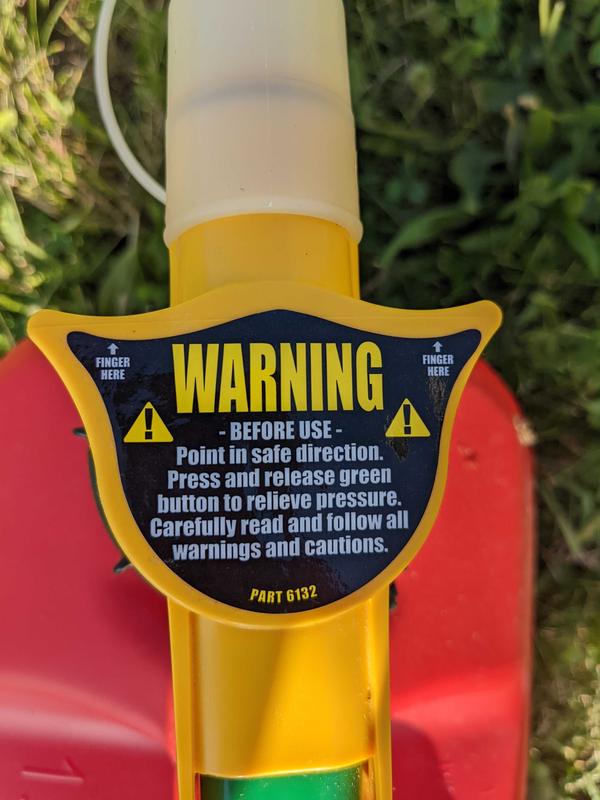 FINGER
HERE
FINGER
HERE
WARNING
- BEFORE USE -
Point in safe direction.
Press and release green
button to relieve pressure.
Carefully read and follow all
warnings and cautions.
PART 6132